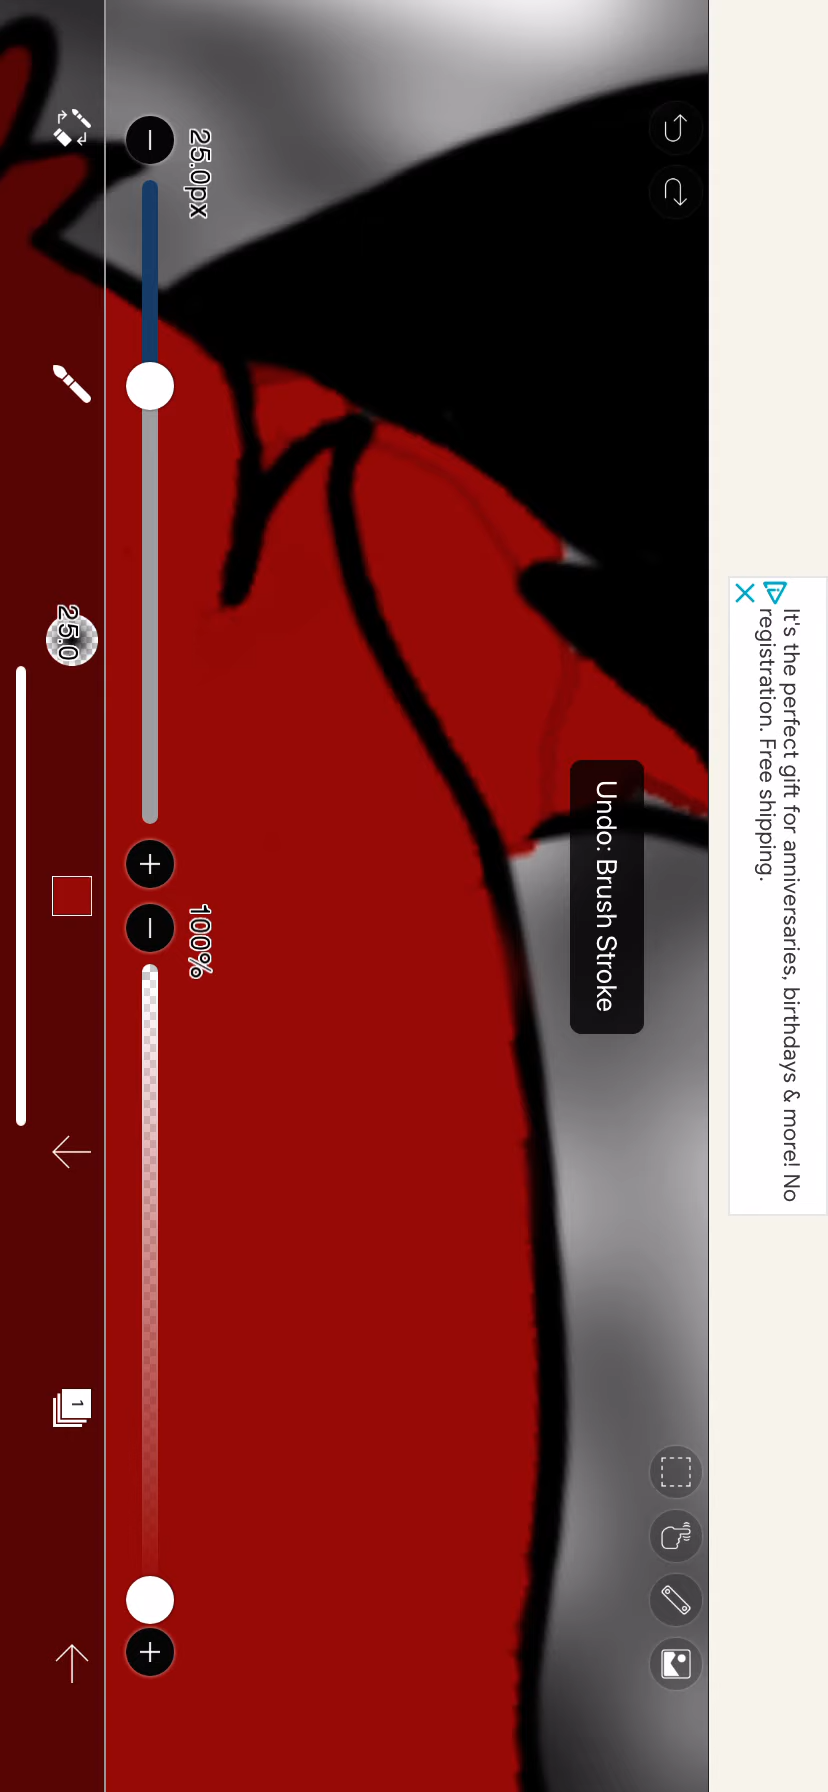 It's the perfect gift for anniversaries, birthdays & more! No
registration. Free shipping.
Undo: Brush Stroke
25.0px
100%
25.0
1